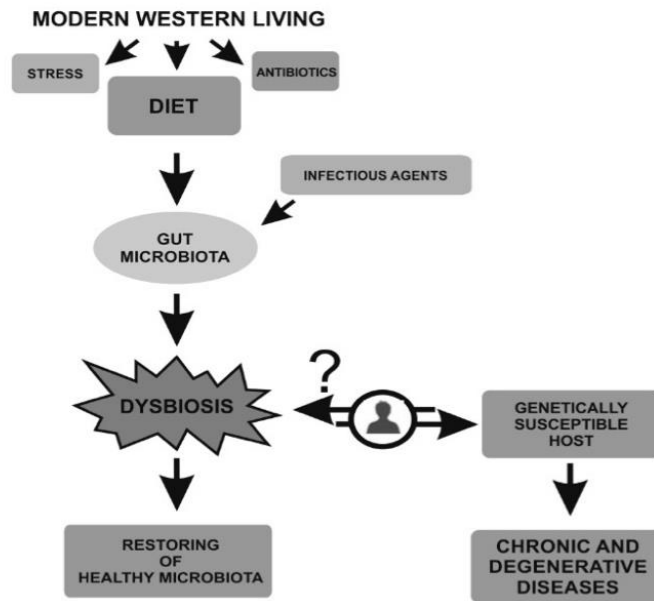 MODERN WESTERN LIVING
STRESS
ANTIBIOTICS
DIET
INFECTIOUS AGENTS
GUT
MICROBIOTA
?
DYSBIOSIS
GENETICALLY
SUSCEPTIBLE
HOST
RESTORING
OF
HEALTHY MICROBIOTA
CHRONIC AND
DEGENERATIVE
DISEASES